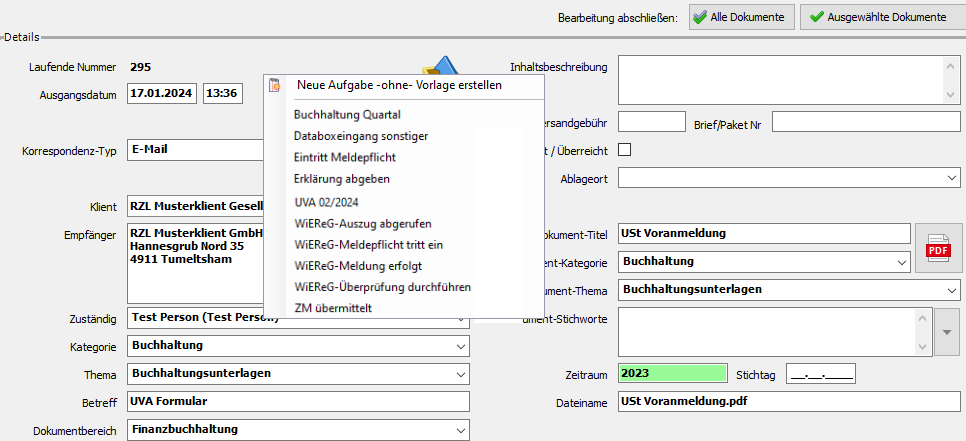 Bearbeitung abschließen: Alle Dokumente Ausgewählte Dokumente
Details
Laufende Nummer 295
Ausgangsdatum 17.01.2024 13:36
Korrespondenz-Typ E-Mail
Klient RZL Musterklient Gesell
Empfänger RZL Musterklient GmbH
Hannesgrub Nord 35
4911 Tumeltsham
Zuständig Test Person (Test Person)
Kategorie Buchhaltung
Thema Buchhaltungsunterlagen
Betreff UVA Formular
Dokumentbereich Finanzbuchhaltung
Neue Aufgabe -ohne- Vorlage erstellen
Buchhaltung Quartal
Databoxeingang sonstiger
Eintritt Meldepflicht
Erklärung abgeben
UVA 02/2024
WiEReG-Auszug abgerufen
WiEReG-Meldepflicht tritt ein
WiEReG-Meldung erfolgt
WiEReG-Überprüfung durchführen
ZM übermittelt
Inhaltsbeschreibung
ersandgebühr Brief/Paket Nr
t / Überreicht
Ablageort
okument-Titel USt Voranmeldung
PDF
ent-Kategorie Buchhaltung
ument-Thema Buchhaltungsunterlagen
ument-Stichworte
Zeitraum 2023 Stichtag __.__.____
Dateiname USt Voranmeldung.pdf